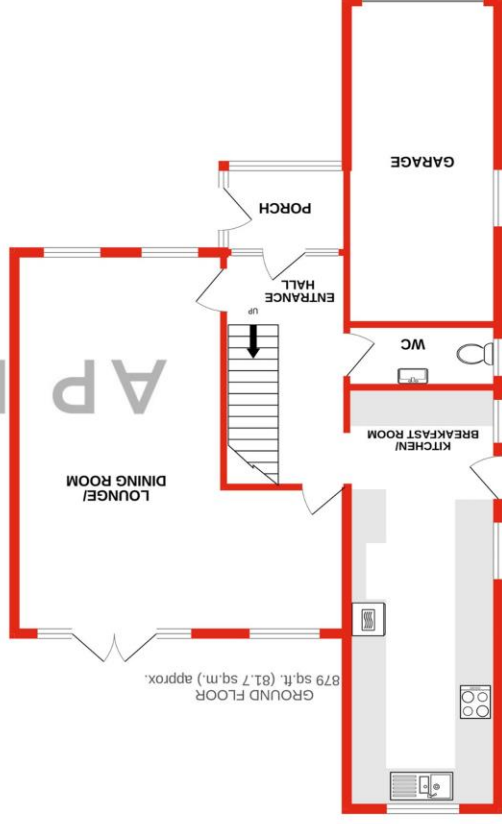 GROUND FLOOR
879 sq.ft. (81.7 sq.m.) approx.
KITCHEN/
BREAKFAST ROOM
LOUNGE/
DINING ROOM
WC
UP
ENTRANCE
HALL
PORCH
GARAGE